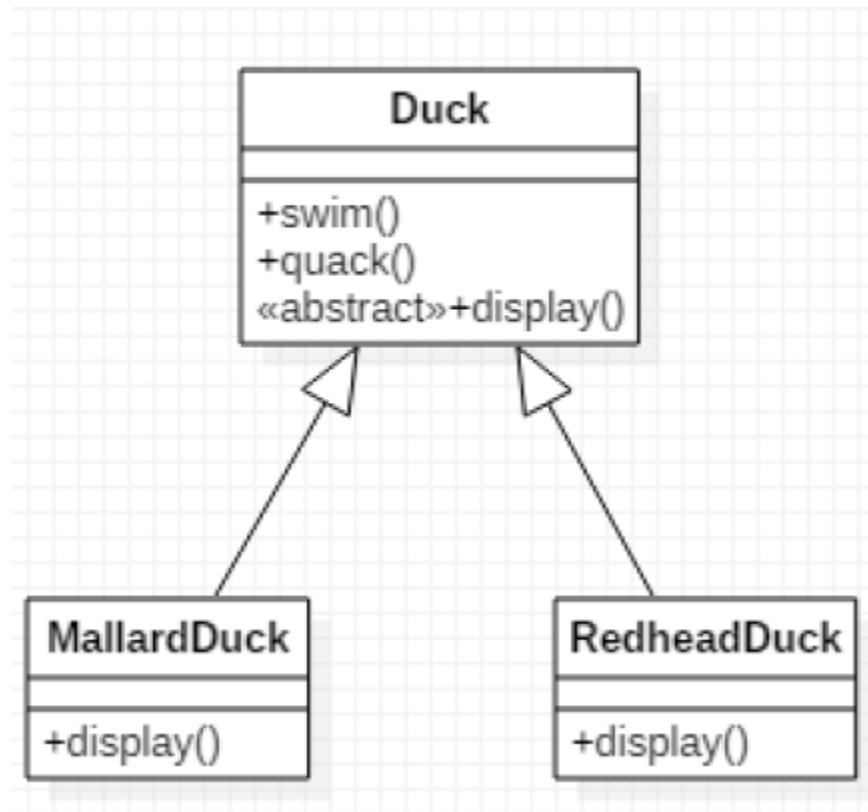 Duck
+swim()
+quack()
«abstract»+display()
MallardDuck
RedheadDuck
+display()
+display()